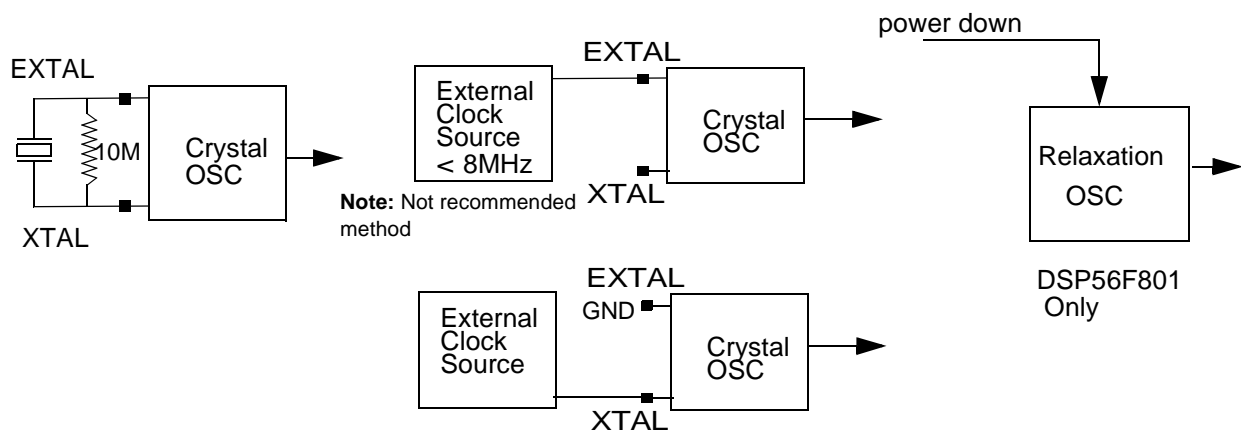 EXTAL
10M
Crystal
OSC
XTAL
External
Clock
Source
< 8MHz
Note: Not recommended
method
EXTAL
Crystal
OSC
XTAL
External
Clock
Source
EXTAL
GND
Crystal
OSC
XTAL
power down
Relaxation
OSC
DSP56F801
Only